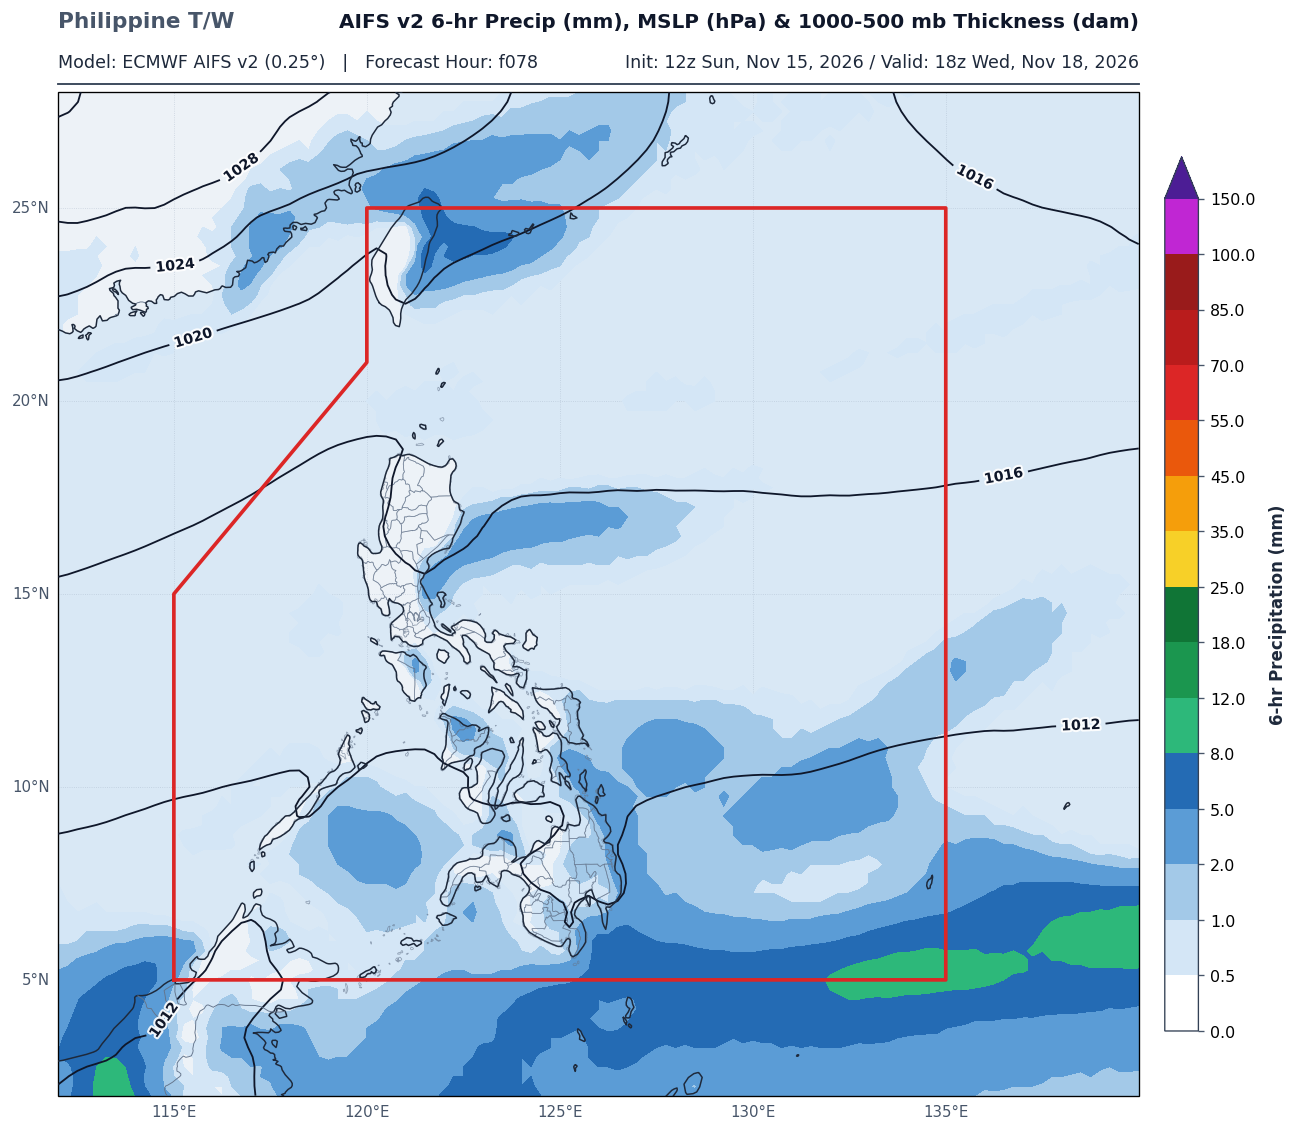 Philippine T/W
AIFS v2 6-hr Precip (mm), MSLP (hPa) & 1000-500 mb Thickness (dam)
Model: ECMWF AIFS v2 (0.25°) | Forecast Hour: f078
Init: 12z Sun, Nov 15, 2026 / Valid: 18z Wed, Nov 18, 2026
1028
1016
1024
1020
1016
1012
1012
25°N
20°N
15°N
10°N
5°N
115°E
120°E
125°E
130°E
135°E
150.0
100.0
85.0
70.0
55.0
45.0
35.0
25.0
18.0
12.0
8.0
5.0
2.0
1.0
0.5
0.0
6-hr Precipitation (mm)